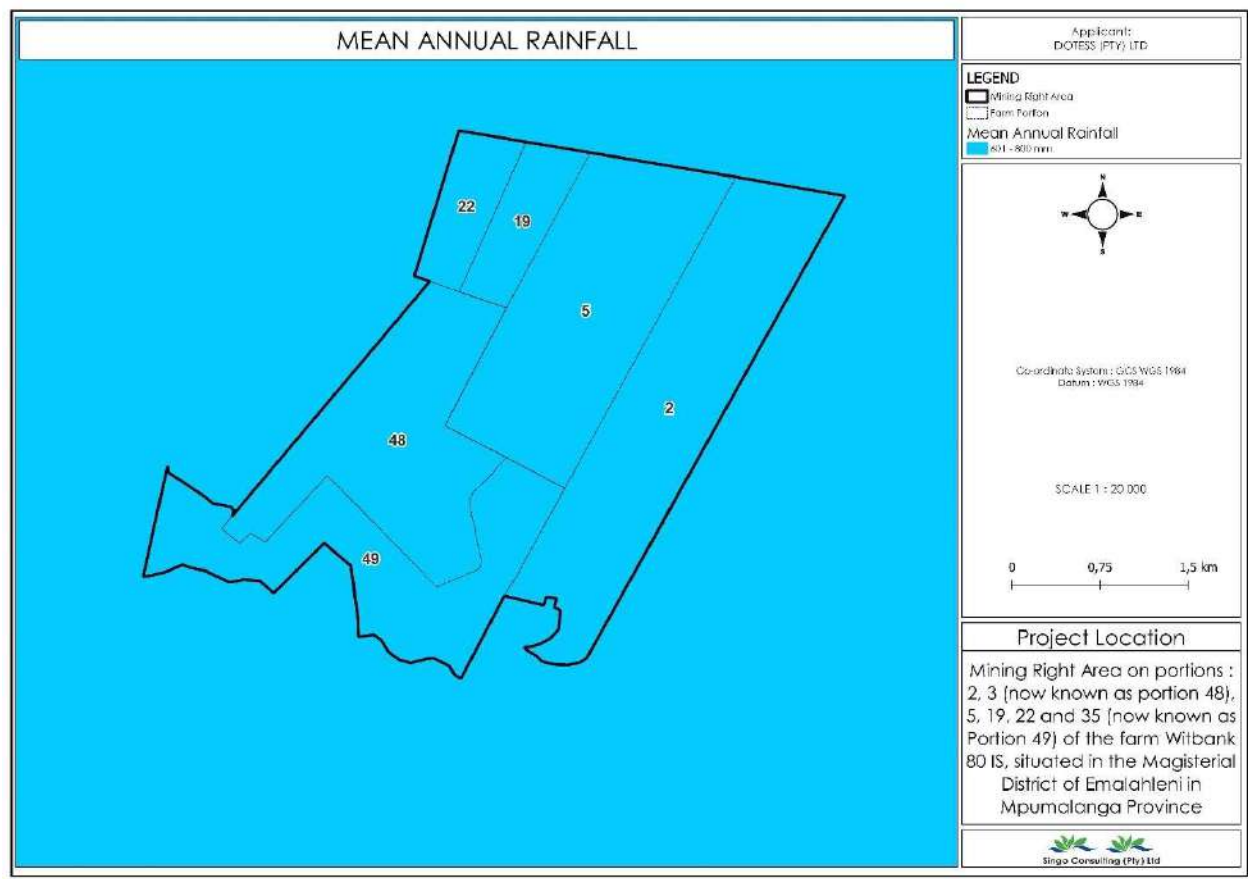 MEAN ANNUAL RAINFALL
Applicant:
DOTESS (PTY) LTD
LEGEND
Mining Right Area
Farm Portion
Mean Annual Rainfall
601 - 800 mm
N
W
E
S
22
19
5
2
48
49
Co-ordinate System : GCS WGS 1984
Datum : WGS 1984
SCALE 1 : 20 000
0 0,75 1,5 km
Project Location
Mining Right Area on portions :
2, 3 (now known as portion 48),
5, 19, 22 and 35 (now known as
Portion 49) of the farm Witbank
80 IS, situated in the Magisterial
District of Emalahleni in
Mpumalanga Province
Singo Consulting (Pty) Ltd